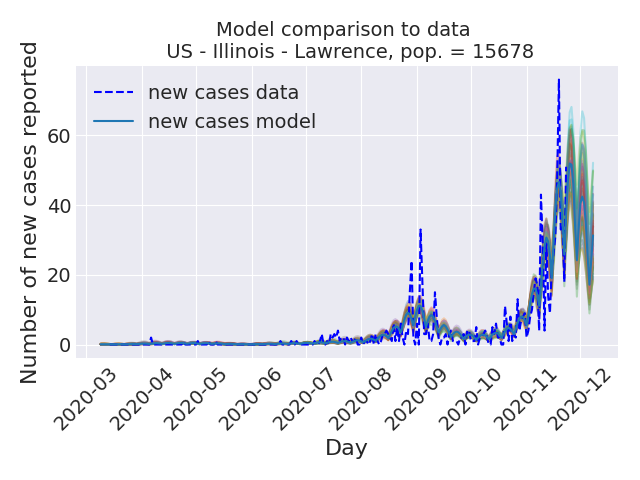 Model comparison to data
US - Illinois - Lawrence, pop. = 15678
new cases data
new cases model
Number of new cases reported
60
40
20
0
2020-03
2020-04
2020-05
2020-06
2020-07
2020-08
2020-09
2020-10
2020-11
2020-12
Day